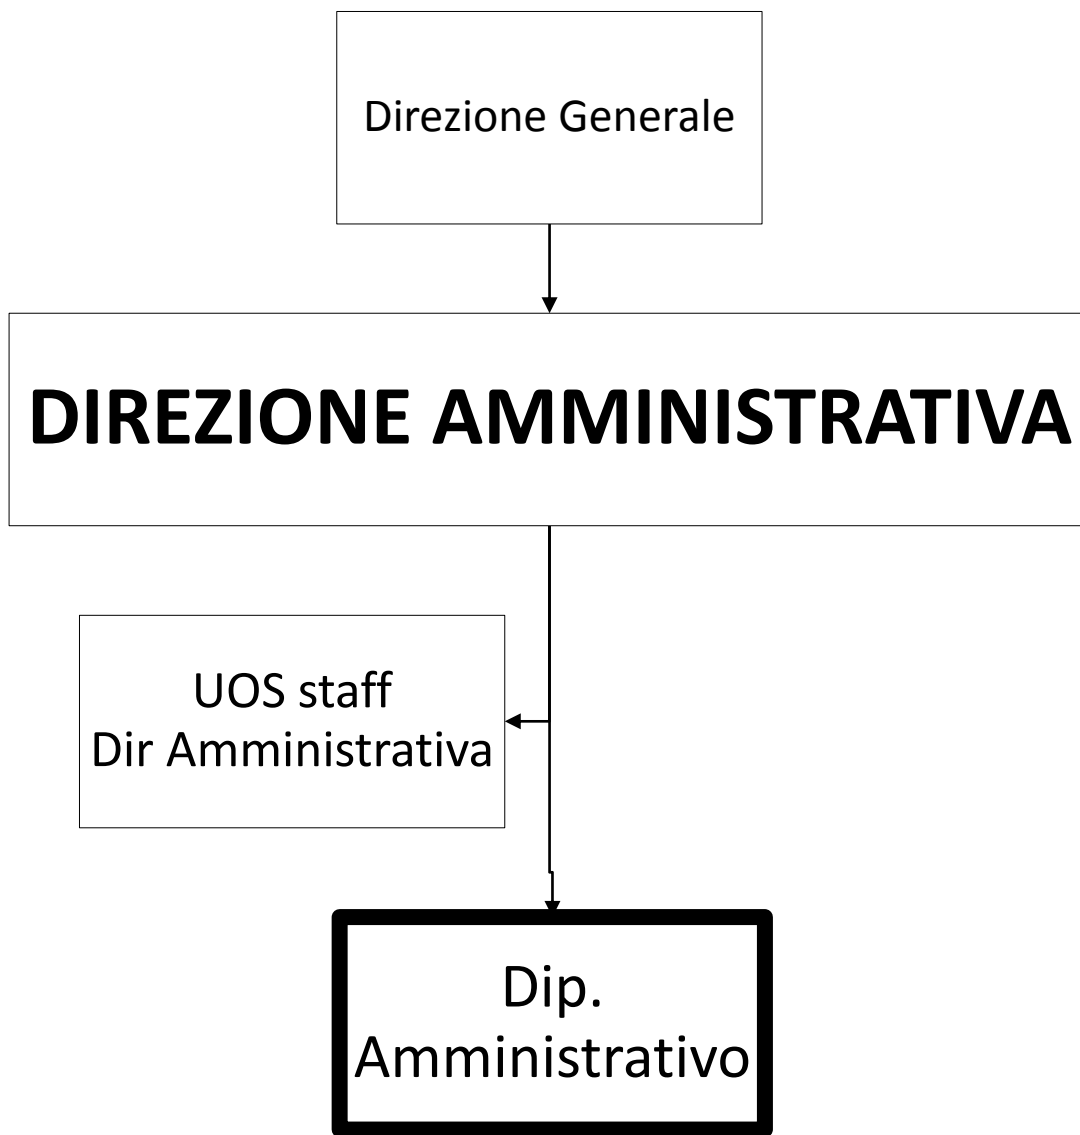 Direzione Generale
DIREZIONE AMMINISTRATIVA
UOS staff
Dir Amministrativa
Dip.
Amministrativo